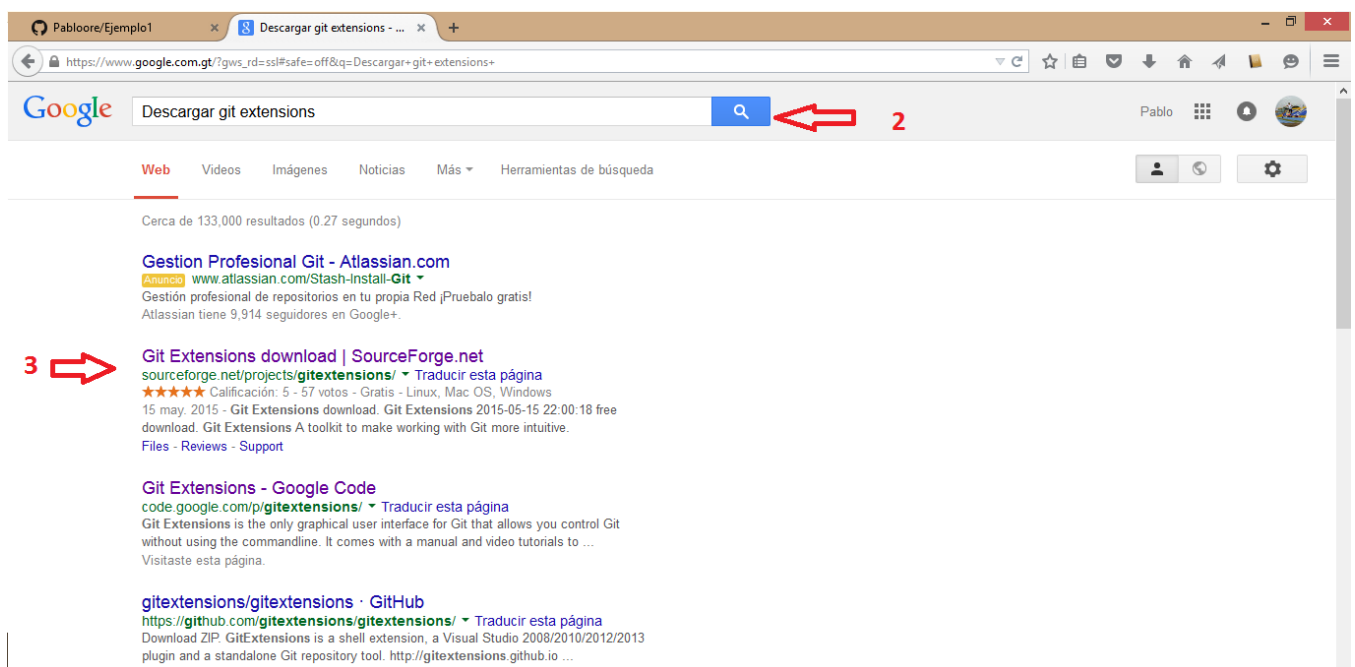 Pabloore/Ejemplo1 × Descargar git extensions - ... × +
https://www.google.com.gt/?gws_rd=ssl#safe=off&q=Descargar+git+extensions+
Google Descargar git extensions 2 Pablo
Web Videos Imágenes Noticias Más Herramientas de búsqueda
Cerca de 133,000 resultados (0.27 segundos)
Gestion Profesional Git - Atlassian.com
Anuncio www.atlassian.com/Stash-Install-Git
Gestión profesional de repositorios en tu propia Red ¡Pruebalo gratis!
Atlassian tiene 9,914 seguidores en Google+.
3 Git Extensions download | SourceForge.net
sourceforge.net/projects/gitextensions/ Traducir esta página
★★★★★ Calificación: 5 - 57 votos - Gratis - Linux, Mac OS, Windows
15 may. 2015 - Git Extensions download. Git Extensions 2015-05-15 22:00:18 free
download. Git Extensions A toolkit to make working with Git more intuitive.
Files - Reviews - Support
Git Extensions - Google Code
code.google.com/p/gitextensions/ Traducir esta página
Git Extensions is the only graphical user interface for Git that allows you control Git
without using the commandline. It comes with a manual and video tutorials to ...
Visitaste esta página.
gitextensions/gitextensions · GitHub
https://github.com/gitextensions/gitextensions/ Traducir esta página
Download ZIP. GitExtensions is a shell extension, a Visual Studio 2008/2010/2012/2013
plugin and a standalone Git repository tool. http://gitextensions.github.io ...